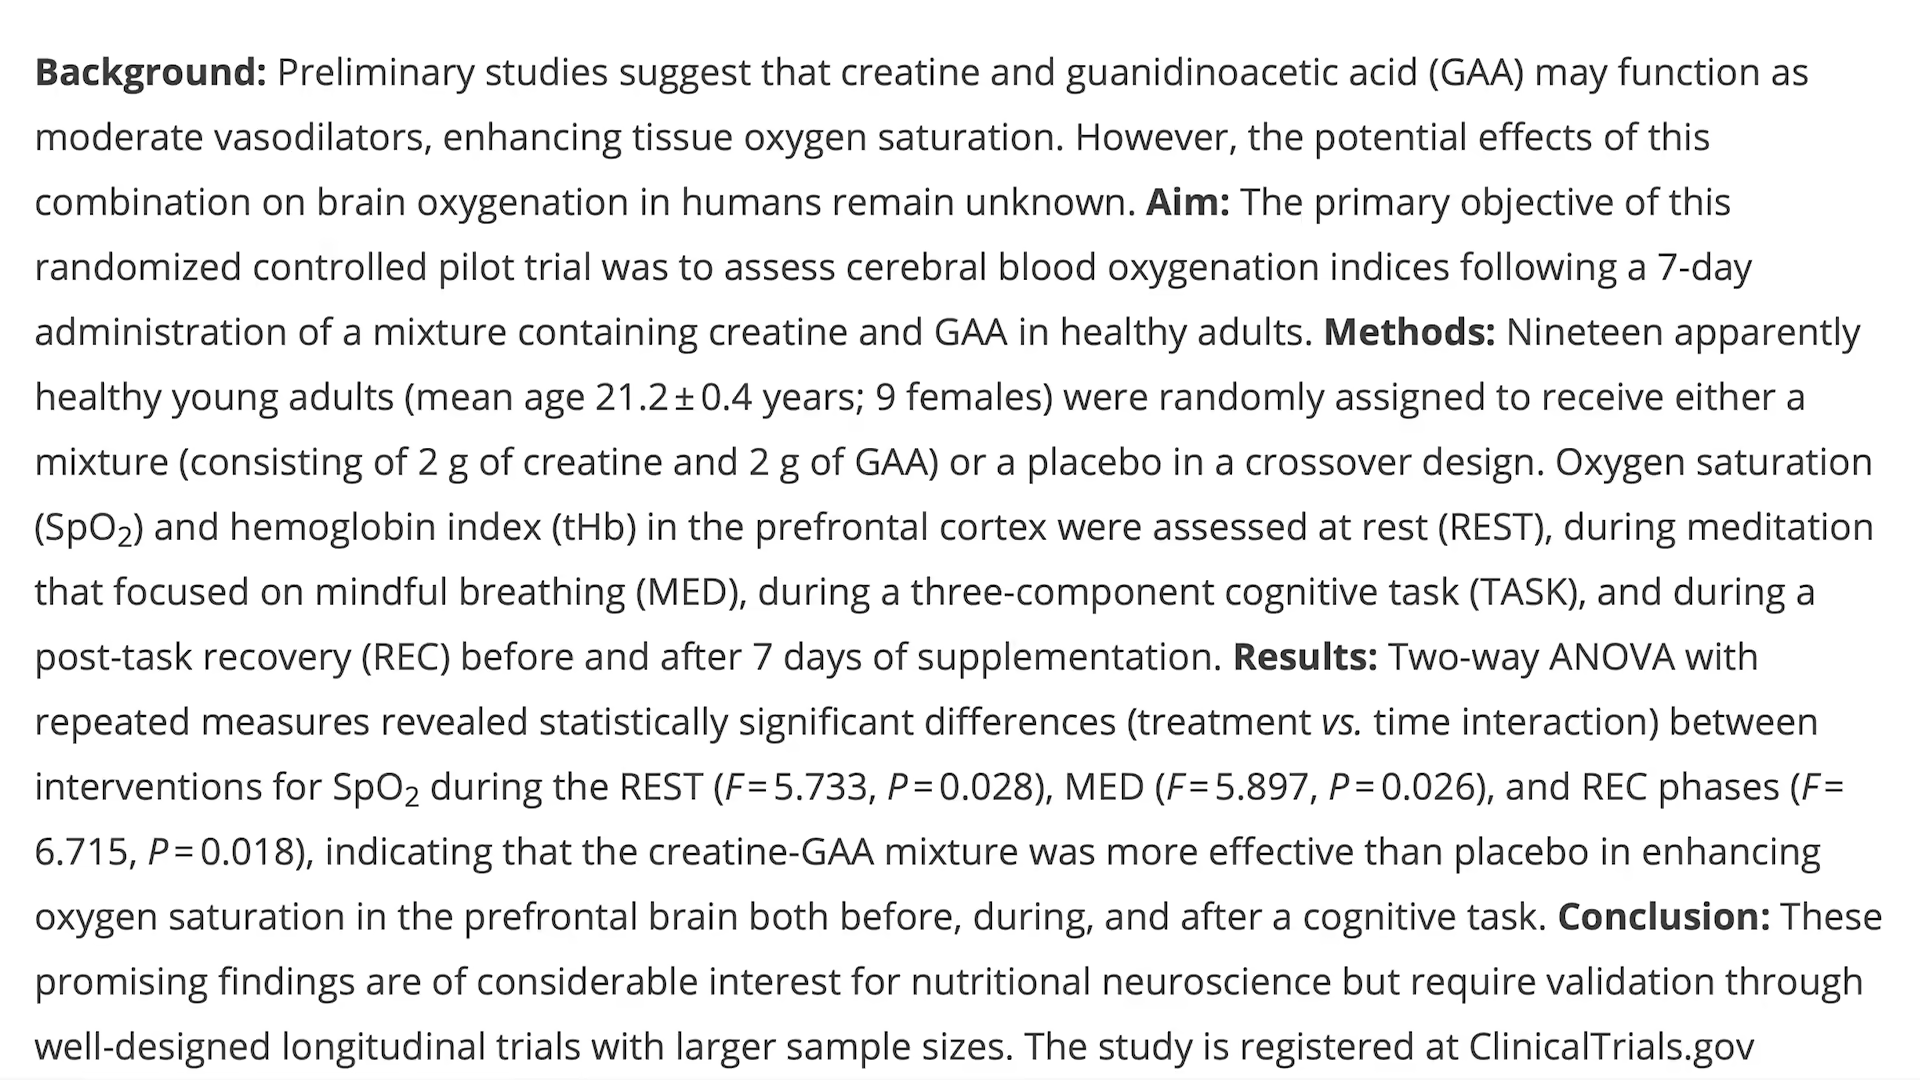 Background: Preliminary studies suggest that creatine and guanidinoacetic acid (GAA) may function as
moderate vasodilators, enhancing tissue oxygen saturation. However, the potential effects of this
combination on brain oxygenation in humans remain unknown. Aim: The primary objective of this
randomized controlled pilot trial was to assess cerebral blood oxygenation indices following a 7-day
administration of a mixture containing creatine and GAA in healthy adults. Methods: Nineteen apparently
healthy young adults (mean age 21.2 ± 0.4 years; 9 females) were randomly assigned to receive either a
mixture (consisting of 2 g of creatine and 2 g of GAA) or a placebo in a crossover design. Oxygen saturation
(SpO₂) and hemoglobin index (tHb) in the prefrontal cortex were assessed at rest (REST), during meditation
that focused on mindful breathing (MED), during a three-component cognitive task (TASK), and during a
post-task recovery (REC) before and after 7 days of supplementation. Results: Two-way ANOVA with
repeated measures revealed statistically significant differences (treatment vs. time interaction) between
interventions for SpO₂ during the REST (F = 5.733, P = 0.028), MED (F = 5.897, P = 0.026), and REC phases (F =
6.715, P = 0.018), indicating that the creatine-GAA mixture was more effective than placebo in enhancing
oxygen saturation in the prefrontal brain both before, during, and after a cognitive task. Conclusion: These
promising findings are of considerable interest for nutritional neuroscience but require validation through
well-designed longitudinal trials with larger sample sizes. The study is registered at ClinicalTrials.gov